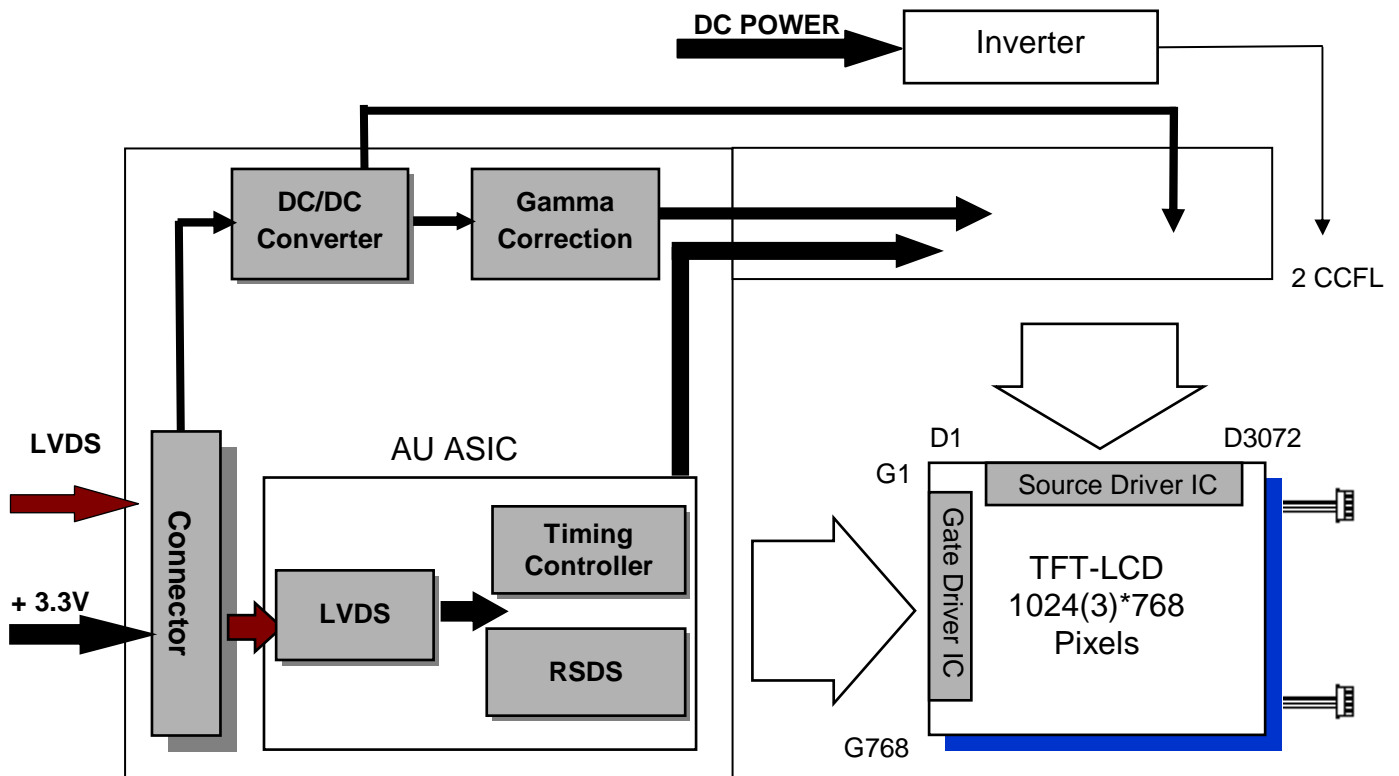 DC POWER
Inverter
DC/DC
Converter
Gamma
Correction
2 CCFL
LVDS
+ 3.3V
Connector
AU ASIC
LVDS
Timing
Controller
RSDS
D1
D3072
G1
Source Driver IC
Gate Driver IC
TFT-LCD
1024(3)*768
Pixels
G768